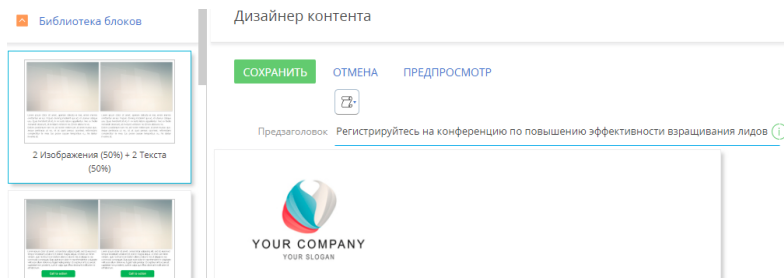 Библиотека блоков
Дизайнер контента
СОХРАНИТЬ
ОТМЕНА
ПРЕДПРОСМОТР
Предзаголовок
Регистрируйтесь на конференцию по повышению эффективности взращивания лидов
2 Изображения (50%) + 2 Текста
(50%)
YOUR COMPANY
YOUR SLOGAN